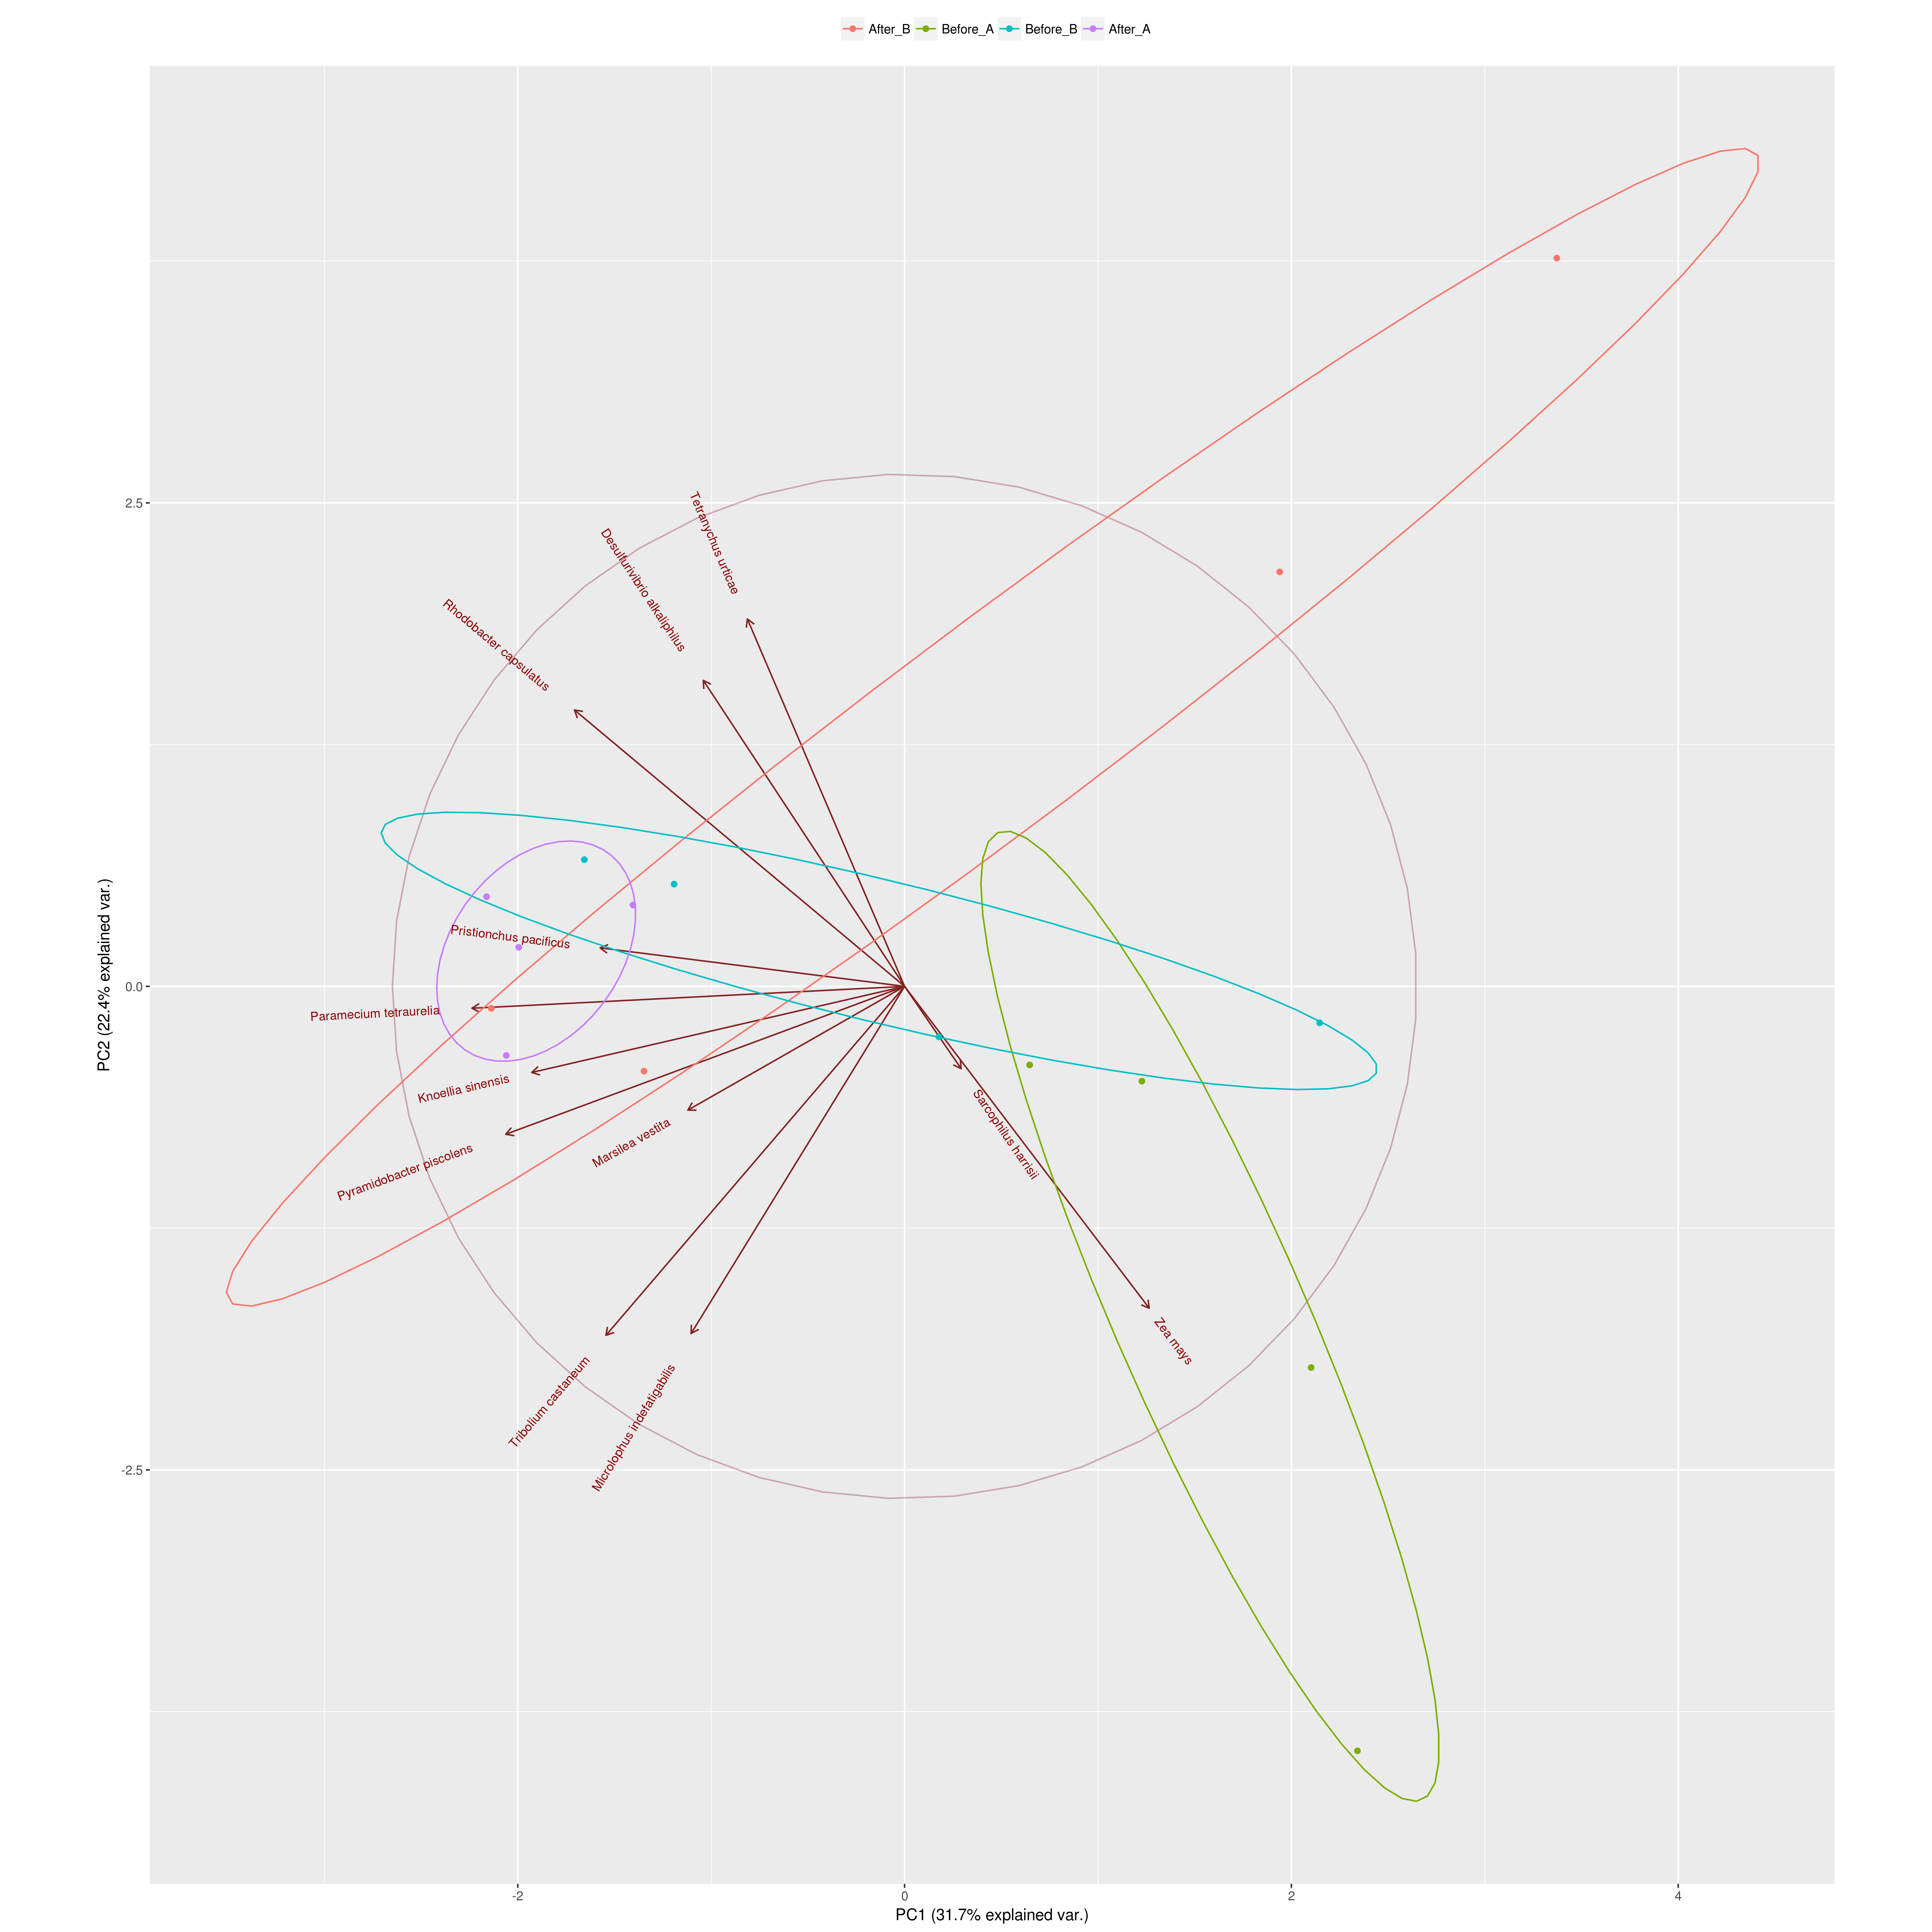 After_B Before_A Before_B After_A
Tetranychus urticae
Desulfurivibrio alkaliphilus
Rhodobacter capsulatus
Pristionchus pacificus
Paramecium tetraurelia
Knoellia sinensis
Pyramidobacter piscolens
Marsilea vestita
Sarcophilus harrisii
Zea mays
Tribolium castaneum
Microlophus indefatigabilis
2.5
0.0
-2.5
PC2 (22.4% explained var.)
-2 0 2 4
PC1 (31.7% explained var.)